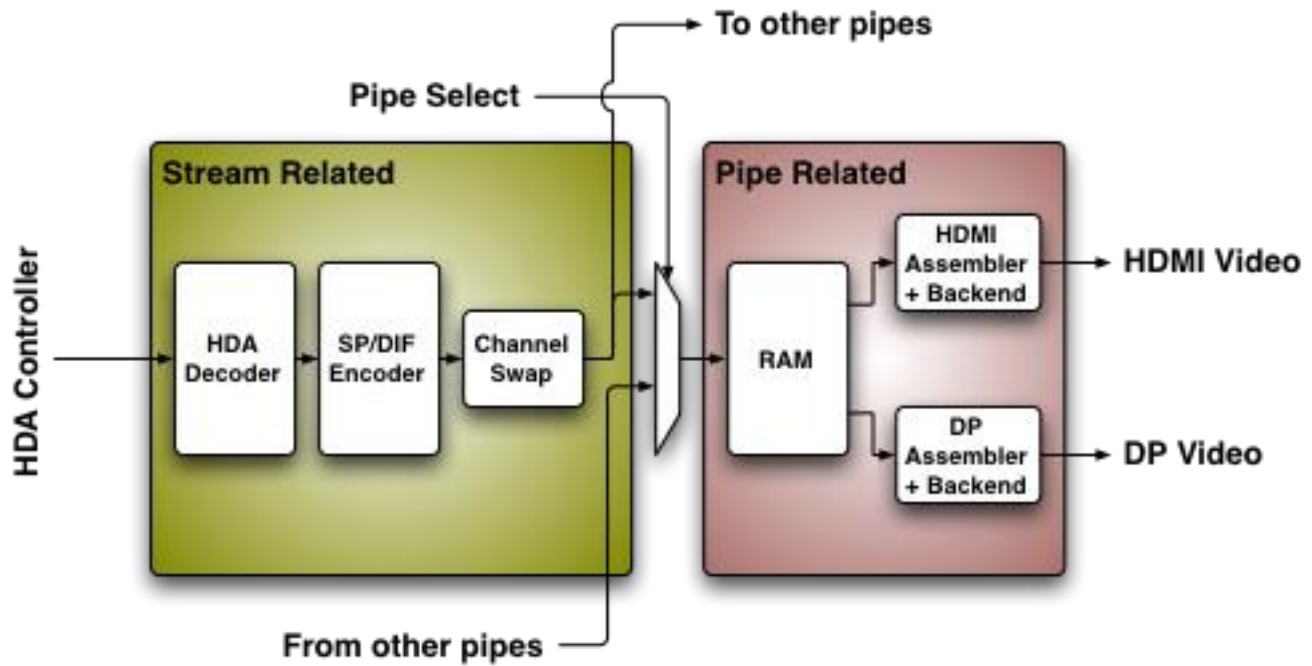 To other pipes
Pipe Select
Stream Related
Pipe Related
HDA Controller
HDA
Decoder
SP/DIF
Encoder
Channel
Swap
RAM
HDMI
Assembler
+ Backend
HDMI Video
DP
Assembler
+ Backend
DP Video
From other pipes